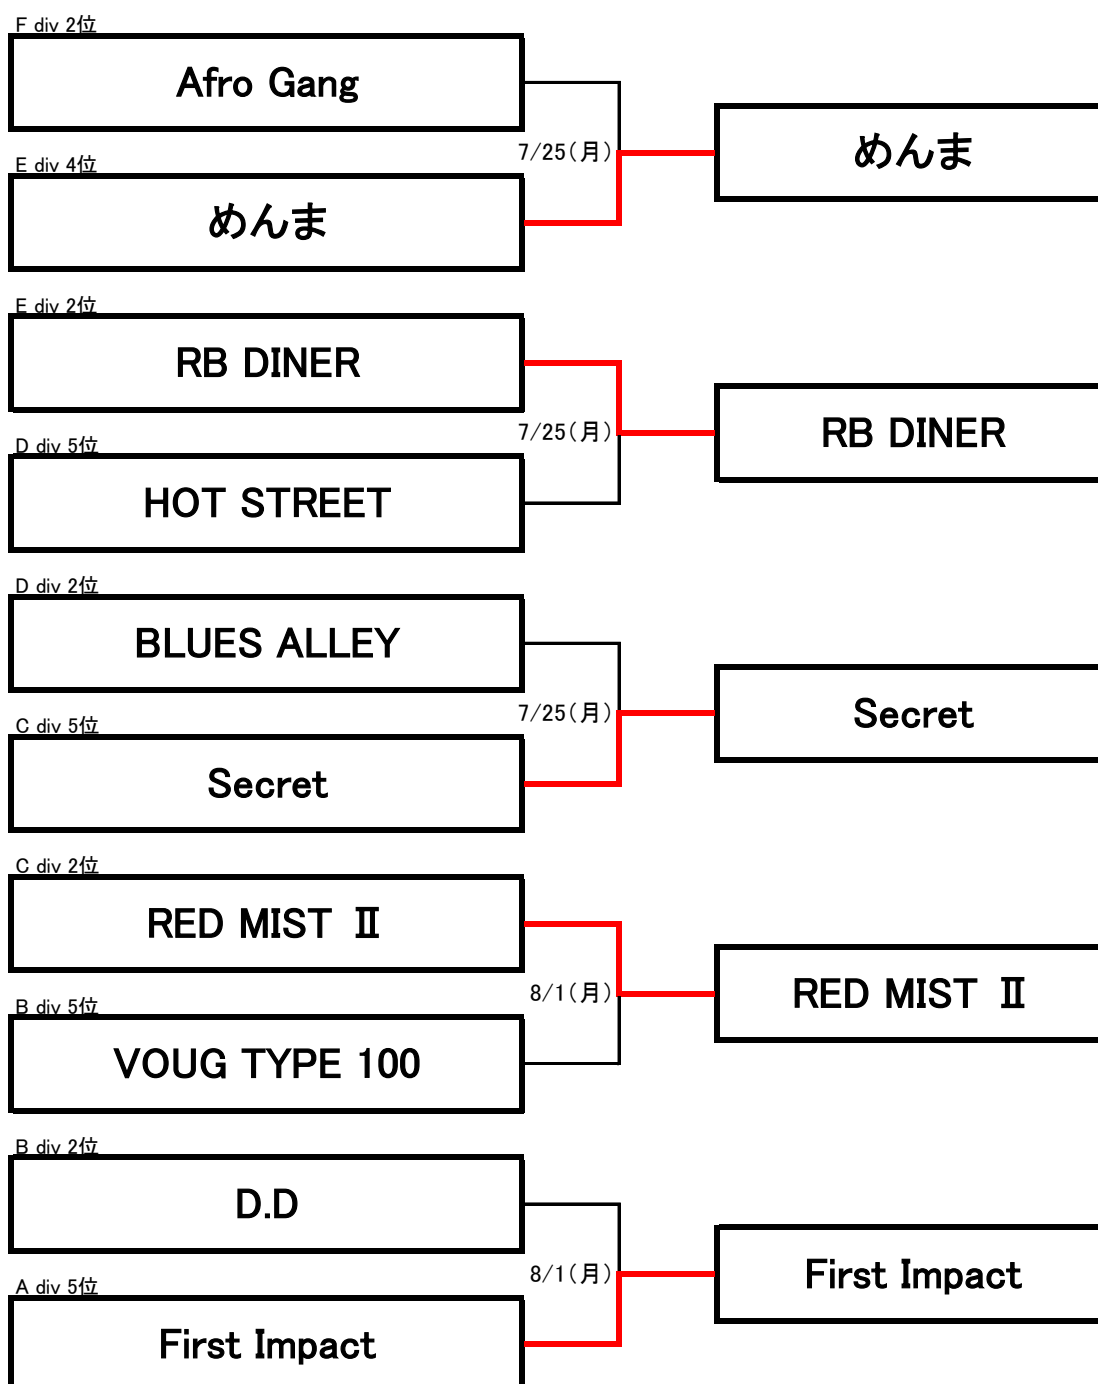 F div 2位
Afro Gang
7/25(月)
めんま
E div 4位
めんま
E div 2位
RB DINER
7/25(月)
RB DINER
D div 5位
HOT STREET
D div 2位
BLUES ALLEY
7/25(月)
Secret
C div 5位
Secret
C div 2位
RED MIST Ⅱ
8/1(月)
RED MIST Ⅱ
B div 5位
VOUG TYPE 100
B div 2位
D.D
8/1(月)
First Impact
A div 5位
First Impact